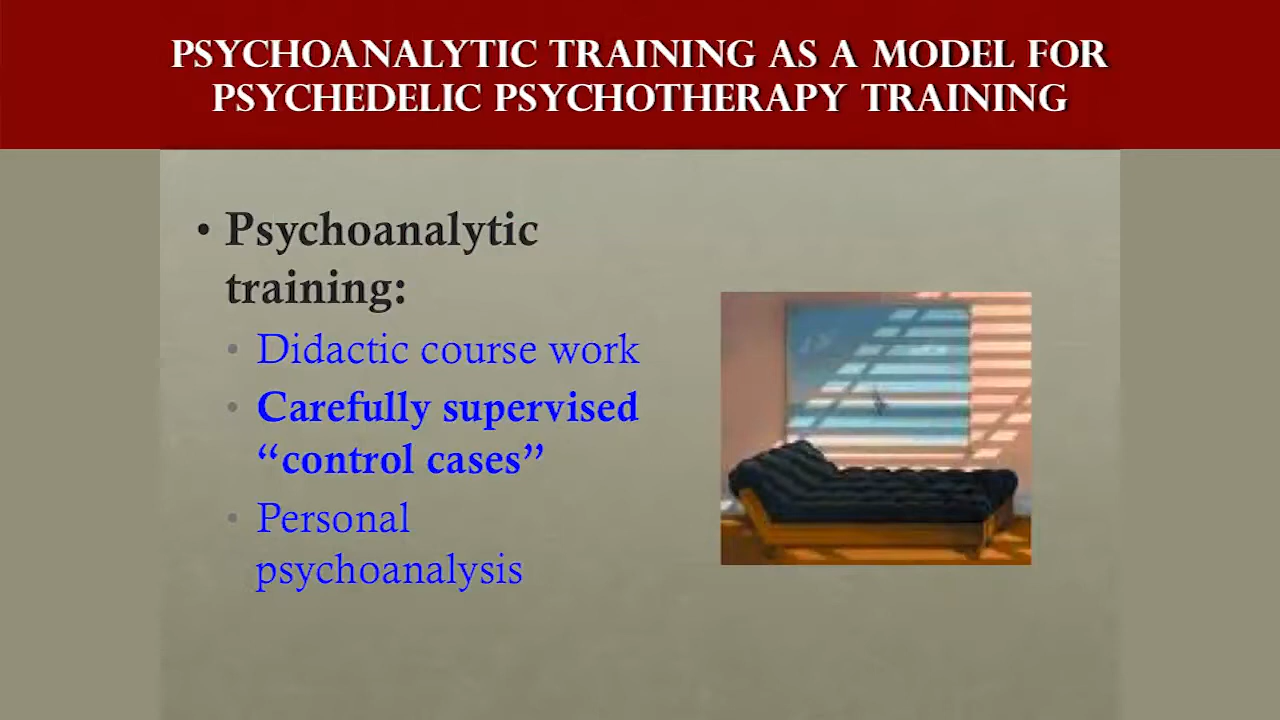 PSYCHOANALYTIC TRAINING AS A MODEL FOR
PSYCHEDELIC PSYCHOTHERAPY TRAINING
• Psychoanalytic
training:
• Didactic course work
• Carefully supervised
“control cases”
• Personal
psychoanalysis